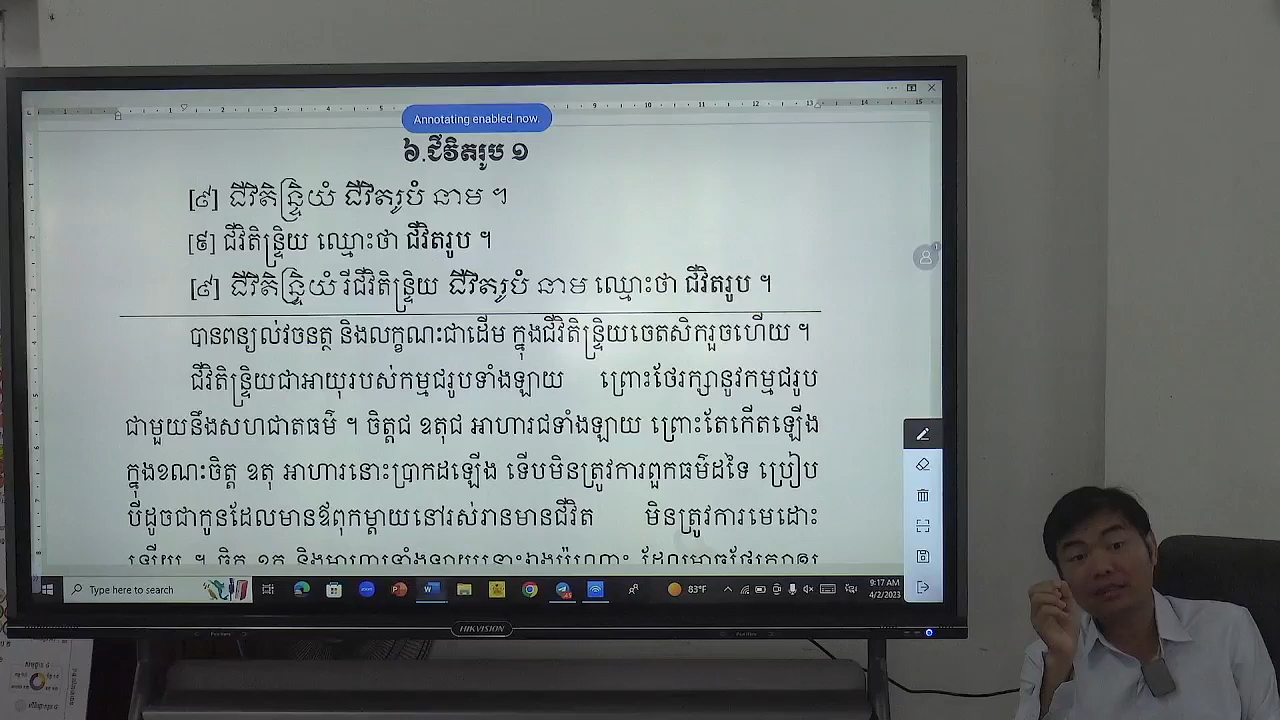 Annotating enabled now.
៦.ជីវិតរូប ១
[៨] ជីវិតិន្ទ្រិយំ ជីវិតរូបំ នាម ។
[៩] ជីវិតិន្ទ្រិយ ឈ្មោះថា ជីវិតរូប ។
[៨] ជីវិតិន្ទ្រិយំ រីជីវិតិន្ទ្រិយ ជីវិតរូបំ នាម ឈ្មោះថា ជីវិតរូប ។
បានពន្យល់វចនត្ថ និងលក្ខណះជាដើម ក្នុងជីវិតិន្ទ្រិយចេតសិករួចហើយ ។
ជីវិតិន្ទ្រិយជាអាយុរបស់កម្មជរូបទាំងឡាយ ព្រោះថែរក្សានូវកម្មជរូប
ជាមួយនឹងសហជាតធម៌ ។ ចិត្តជ ឧតុជ អាហារជទាំងឡាយ ព្រោះតែកើតឡើង
ក្នុងខណះចិត្ត ឧតុ អាហារនោះប្រាកដឡើង ទើបមិនត្រូវការពួកធម៌ដទៃ ប្រៀប
បីដូចជាកូនដែលមានឪពុកម្តាយនៅរស់រានមានជីវិត មិនត្រូវការមេដោះ
Type here to search
83°F
9:17 AM
4/2/2023
HIKVISION